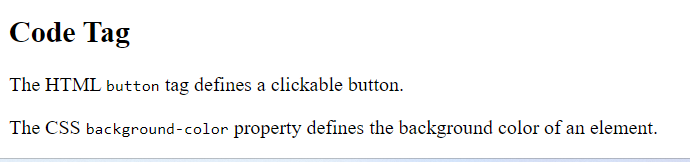 Code Tag
The HTML button tag defines a clickable button.
The CSS background-color property defines the background color of an element.